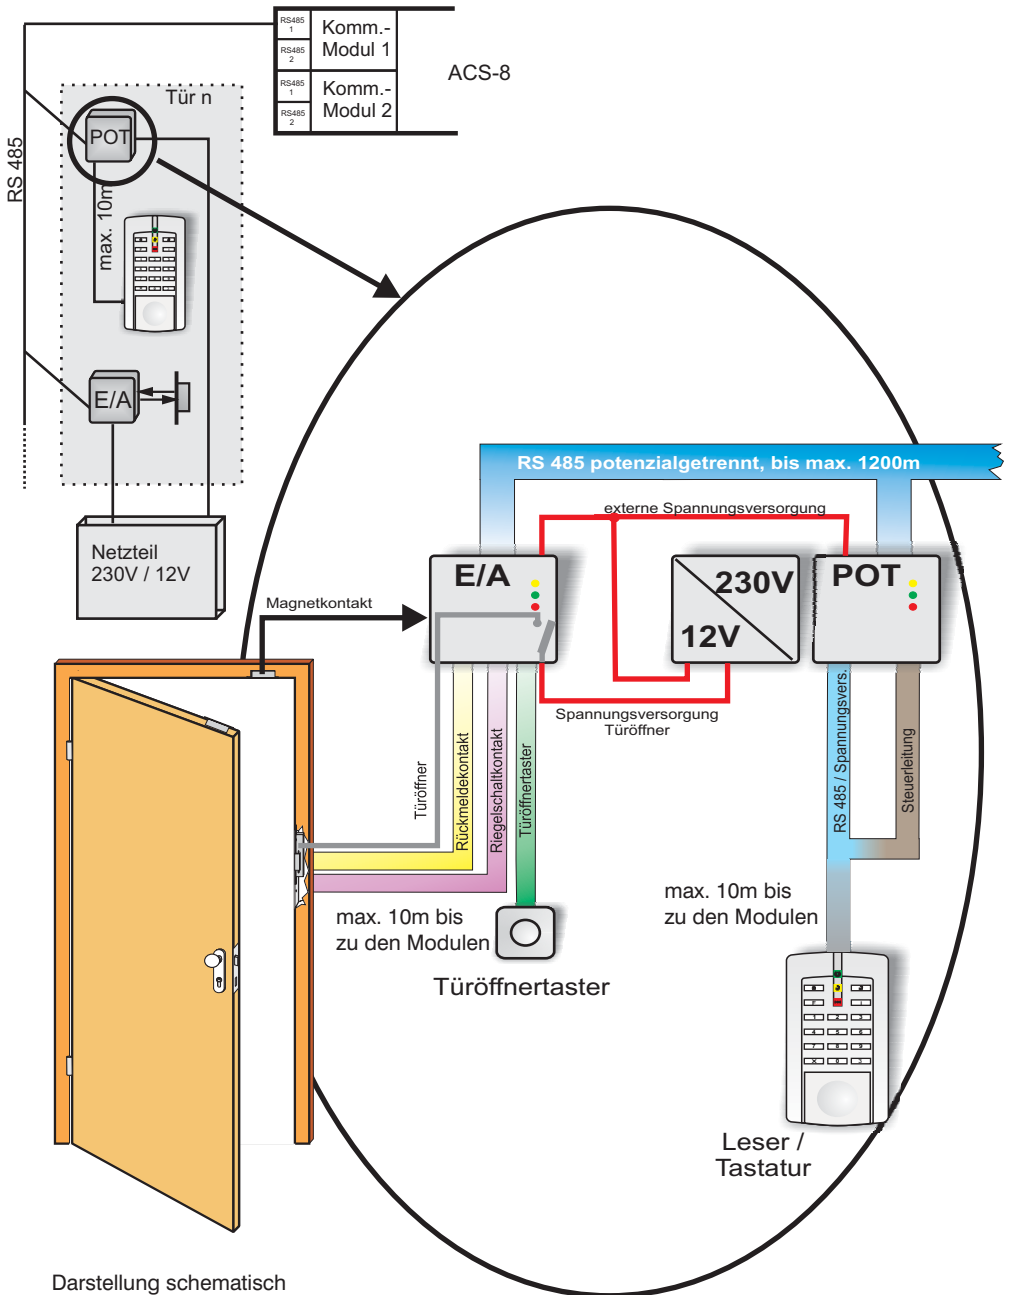 RS485
1
RS485
2
Komm.-
Modul 1
RS485
1
RS485
2
Komm.-
Modul 2
ACS-8
RS 485
Tür n
POT
max. 10m
E/A
Netzteil
230V / 12V
RS 485 potenzialgetrennt, bis max. 1200m
externe Spannungsversorgung
E/A
230V
12V
POT
Magnetkontakt
Spannungsversorgung
Türöffner
Türöffner
Rückmeldekontakt
Riegelschaltkontakt
Türöffnertaster
RS 485 / Spannungsvers.
Steuerleitung
max. 10m bis
zu den Modulen
max. 10m bis
zu den Modulen
Türöffnertaster
Leser /
Tastatur
Darstellung schematisch